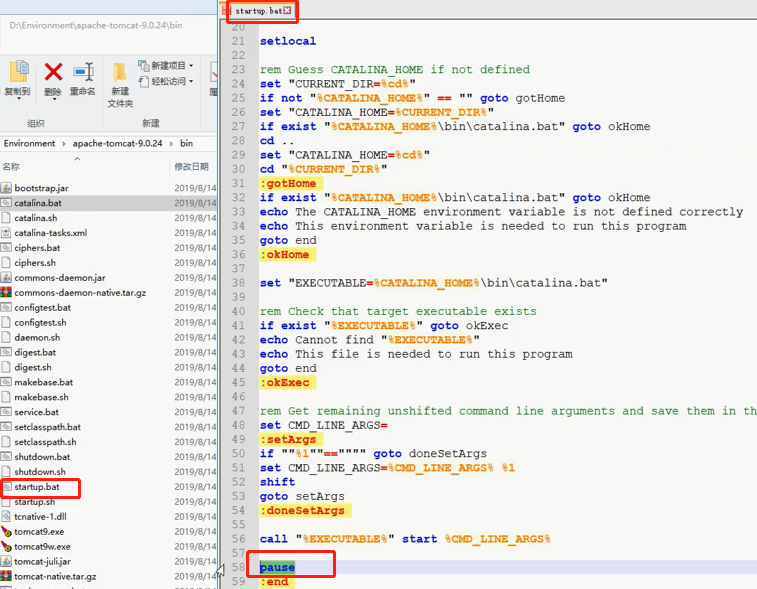 D:\Environment\apache-tomcat-9.0.24\bin
复制到
删除
重命名
新建
文件夹
新建项目
轻松访问
组织
新建
Environment > apache-tomcat-9.0.24 > bin
名称
修改日期
bootstrap.jar 2019/8/14
catalina.bat 2019/8/14
catalina.sh 2019/8/14
catalina-tasks.xml 2019/8/14
ciphers.bat 2019/8/14
ciphers.sh 2019/8/14
commons-daemon.jar 2019/8/14
commons-daemon-native.tar.gz 2019/8/14
configtest.bat 2019/8/14
configtest.sh 2019/8/14
daemon.sh 2019/8/14
digest.bat 2019/8/14
digest.sh 2019/8/14
makebase.bat 2019/8/14
makebase.sh 2019/8/14
service.bat 2019/8/14
setclasspath.bat 2019/8/14
setclasspath.sh 2019/8/14
shutdown.bat 2019/8/14
shutdown.sh 2019/8/14
startup.bat 2019/8/14
startup.sh 2019/8/14
tcnative-1.dll 2019/8/14
tomcat9.exe 2019/8/14
tomcat9w.exe 2019/8/14
tomcat-juli.jar 2019/8/14
tomcat-native.tar.gz 2019/8/14
startup.bat
20
21 setlocal
22
23 rem Guess CATALINA_HOME if not defined
24 set "CURRENT_DIR=%cd%"
25 if not "%CATALINA_HOME%" == "" goto gotHome
26 set "CATALINA_HOME=%CURRENT_DIR%"
27 if exist "%CATALINA_HOME%\bin\catalina.bat" goto okHome
28 cd ..
29 set "CATALINA_HOME=%cd%"
30 cd "%CURRENT_DIR%"
31 :gotHome
32 if exist "%CATALINA_HOME%\bin\catalina.bat" goto okHome
33 echo The CATALINA_HOME environment variable is not defined correctly
34 echo This environment variable is needed to run this program
35 goto end
36 :okHome
37
38 set "EXECUTABLE=%CATALINA_HOME%\bin\catalina.bat"
39
40 rem Check that target executable exists
41 if exist "%EXECUTABLE%" goto okExec
42 echo Cannot find "%EXECUTABLE%"
43 echo This file is needed to run this program
44 goto end
45 :okExec
46
47 rem Get remaining unshifted command line arguments and save them in th
48 set CMD_LINE_ARGS=
49 :setArgs
50 if ""%1""=="""" goto doneSetArgs
51 set CMD_LINE_ARGS=%CMD_LINE_ARGS% %1
52 shift
53 goto setArgs
54 :doneSetArgs
55
56 call "%EXECUTABLE%" start %CMD_LINE_ARGS%
57
58 pause
59 :end